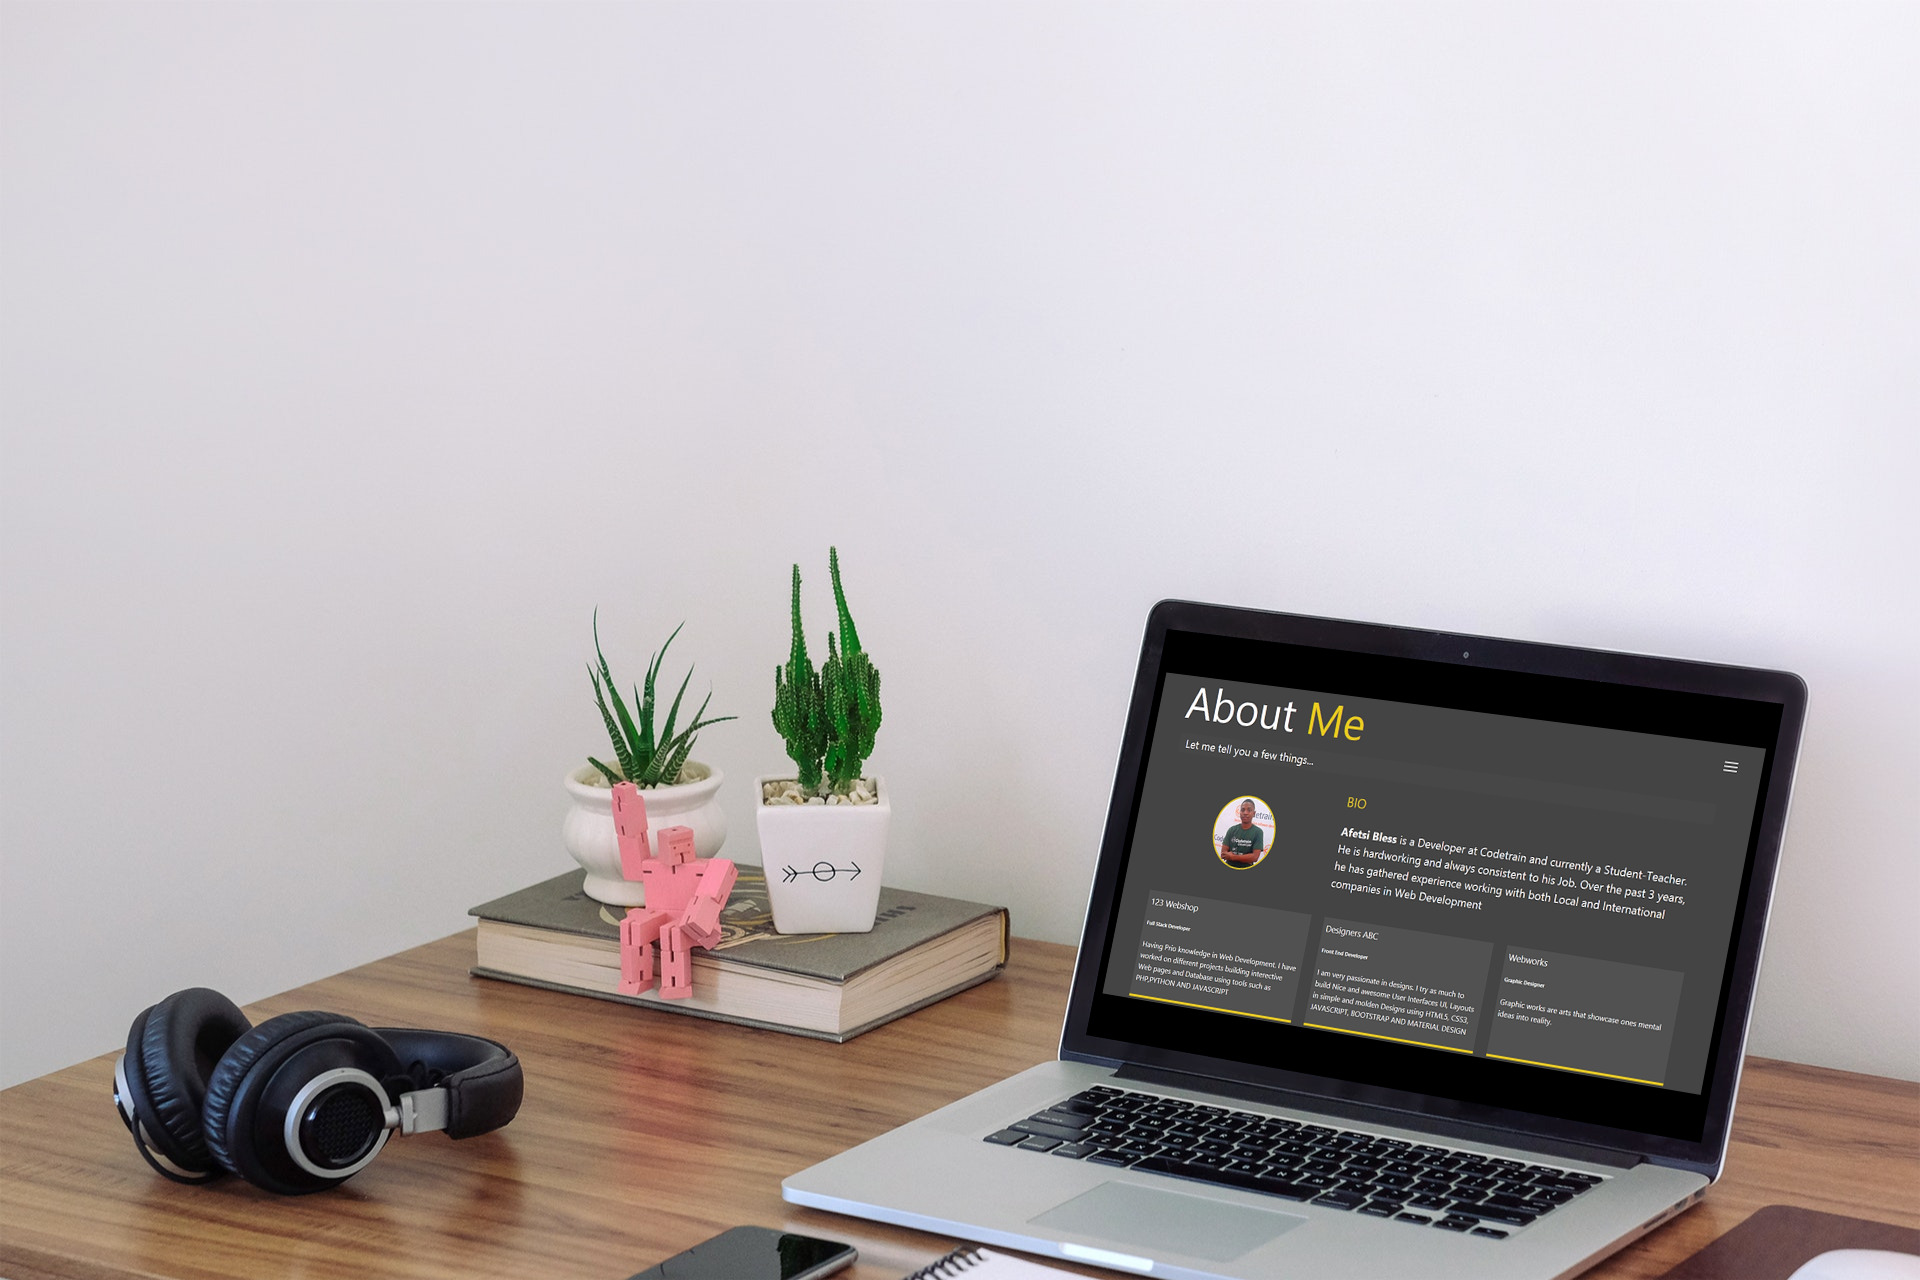 About Me
Let me tell you a few things...
BIO
Afetsi Bless is a Developer at Codetrain and currently a Student-Teacher.
He is hardworking and always consistent to his Job. Over the past 3 years,
he has gathered experience working with both Local and International
companies in Web Development
123 Webshop
Full Stack Developer
Having Prio knowledge in Web Development. I have
worked on different projects building interective
Web pages and Database using tools such as
PHP,PYTHON AND JAVASCRIPT
Designers ABC
Front End Developer
I am very passionate in designs. I try as much to
build Nice and awesome User Interfaces UI, Layouts
in simple and molden Designs using HTML5, CSS3,
JAVASCRIPT, BOOTSTRAP AND MATERIAL DESIGN
Webworks
Graphic Designer
Graphic works are arts that showcase ones mental
ideas into reality.